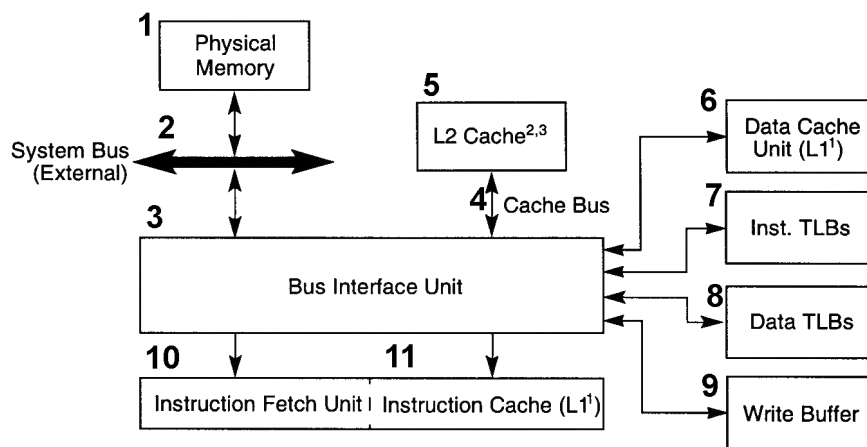 1
Physical
Memory
2
System Bus
(External)
5
L2 Cache2,3
4
Cache Bus
6
Data Cache
Unit (L11)
7
Inst. TLBs
3
Bus Interface Unit
8
Data TLBs
10
Instruction Fetch Unit
11
Instruction Cache (L11)
9
Write Buffer